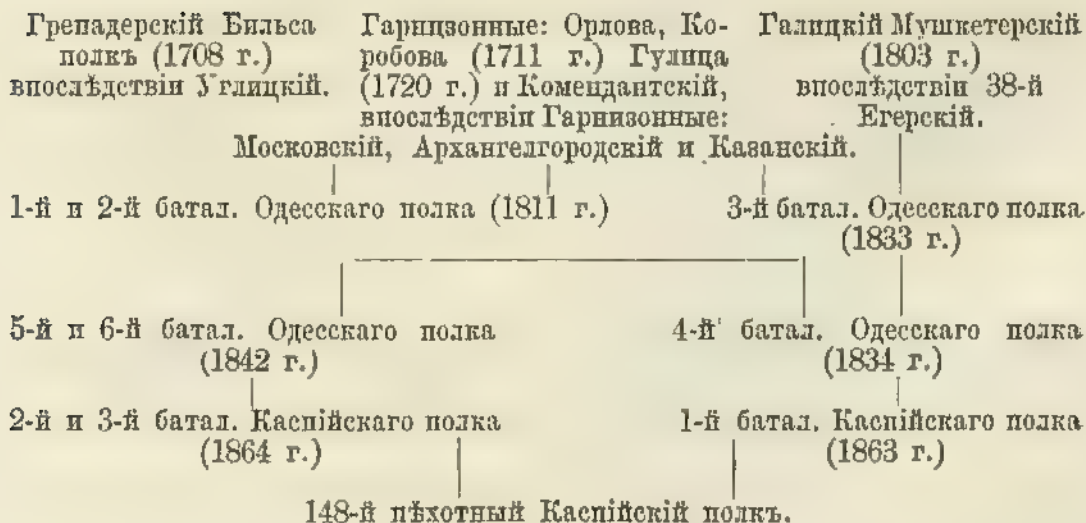 Гренадерскій Бильса
полкъ (1708 г.)
впослѣдствіи Углицкій.
Гарнизонные: Орлова, Ко-
робова (1711 г.) Гулица
(1720 г.) и Комендантскій,
впослѣдствіи Гарнизонные:
Московскій, Архангелгородскій и Казанскій.
Галицкій Мушкетерскій
(1803 г.)
впослѣдствіи 38-й
Егерскій.
1-й и 2-й батал. Одесскаго полка (1811 г.)
3-й батал. Одесскаго полка
(1833 г.)
5-й и 6-й батал. Одесскаго полка
(1842 г.)
4-й батал. Одесскаго полка
(1834 г.)
2-й и 3-й батал. Каспійскаго полка
(1864 г.)
1-й батал. Каспійскаго полка
(1863 г.)
148-й пѣхотный Каспійскій полкъ.